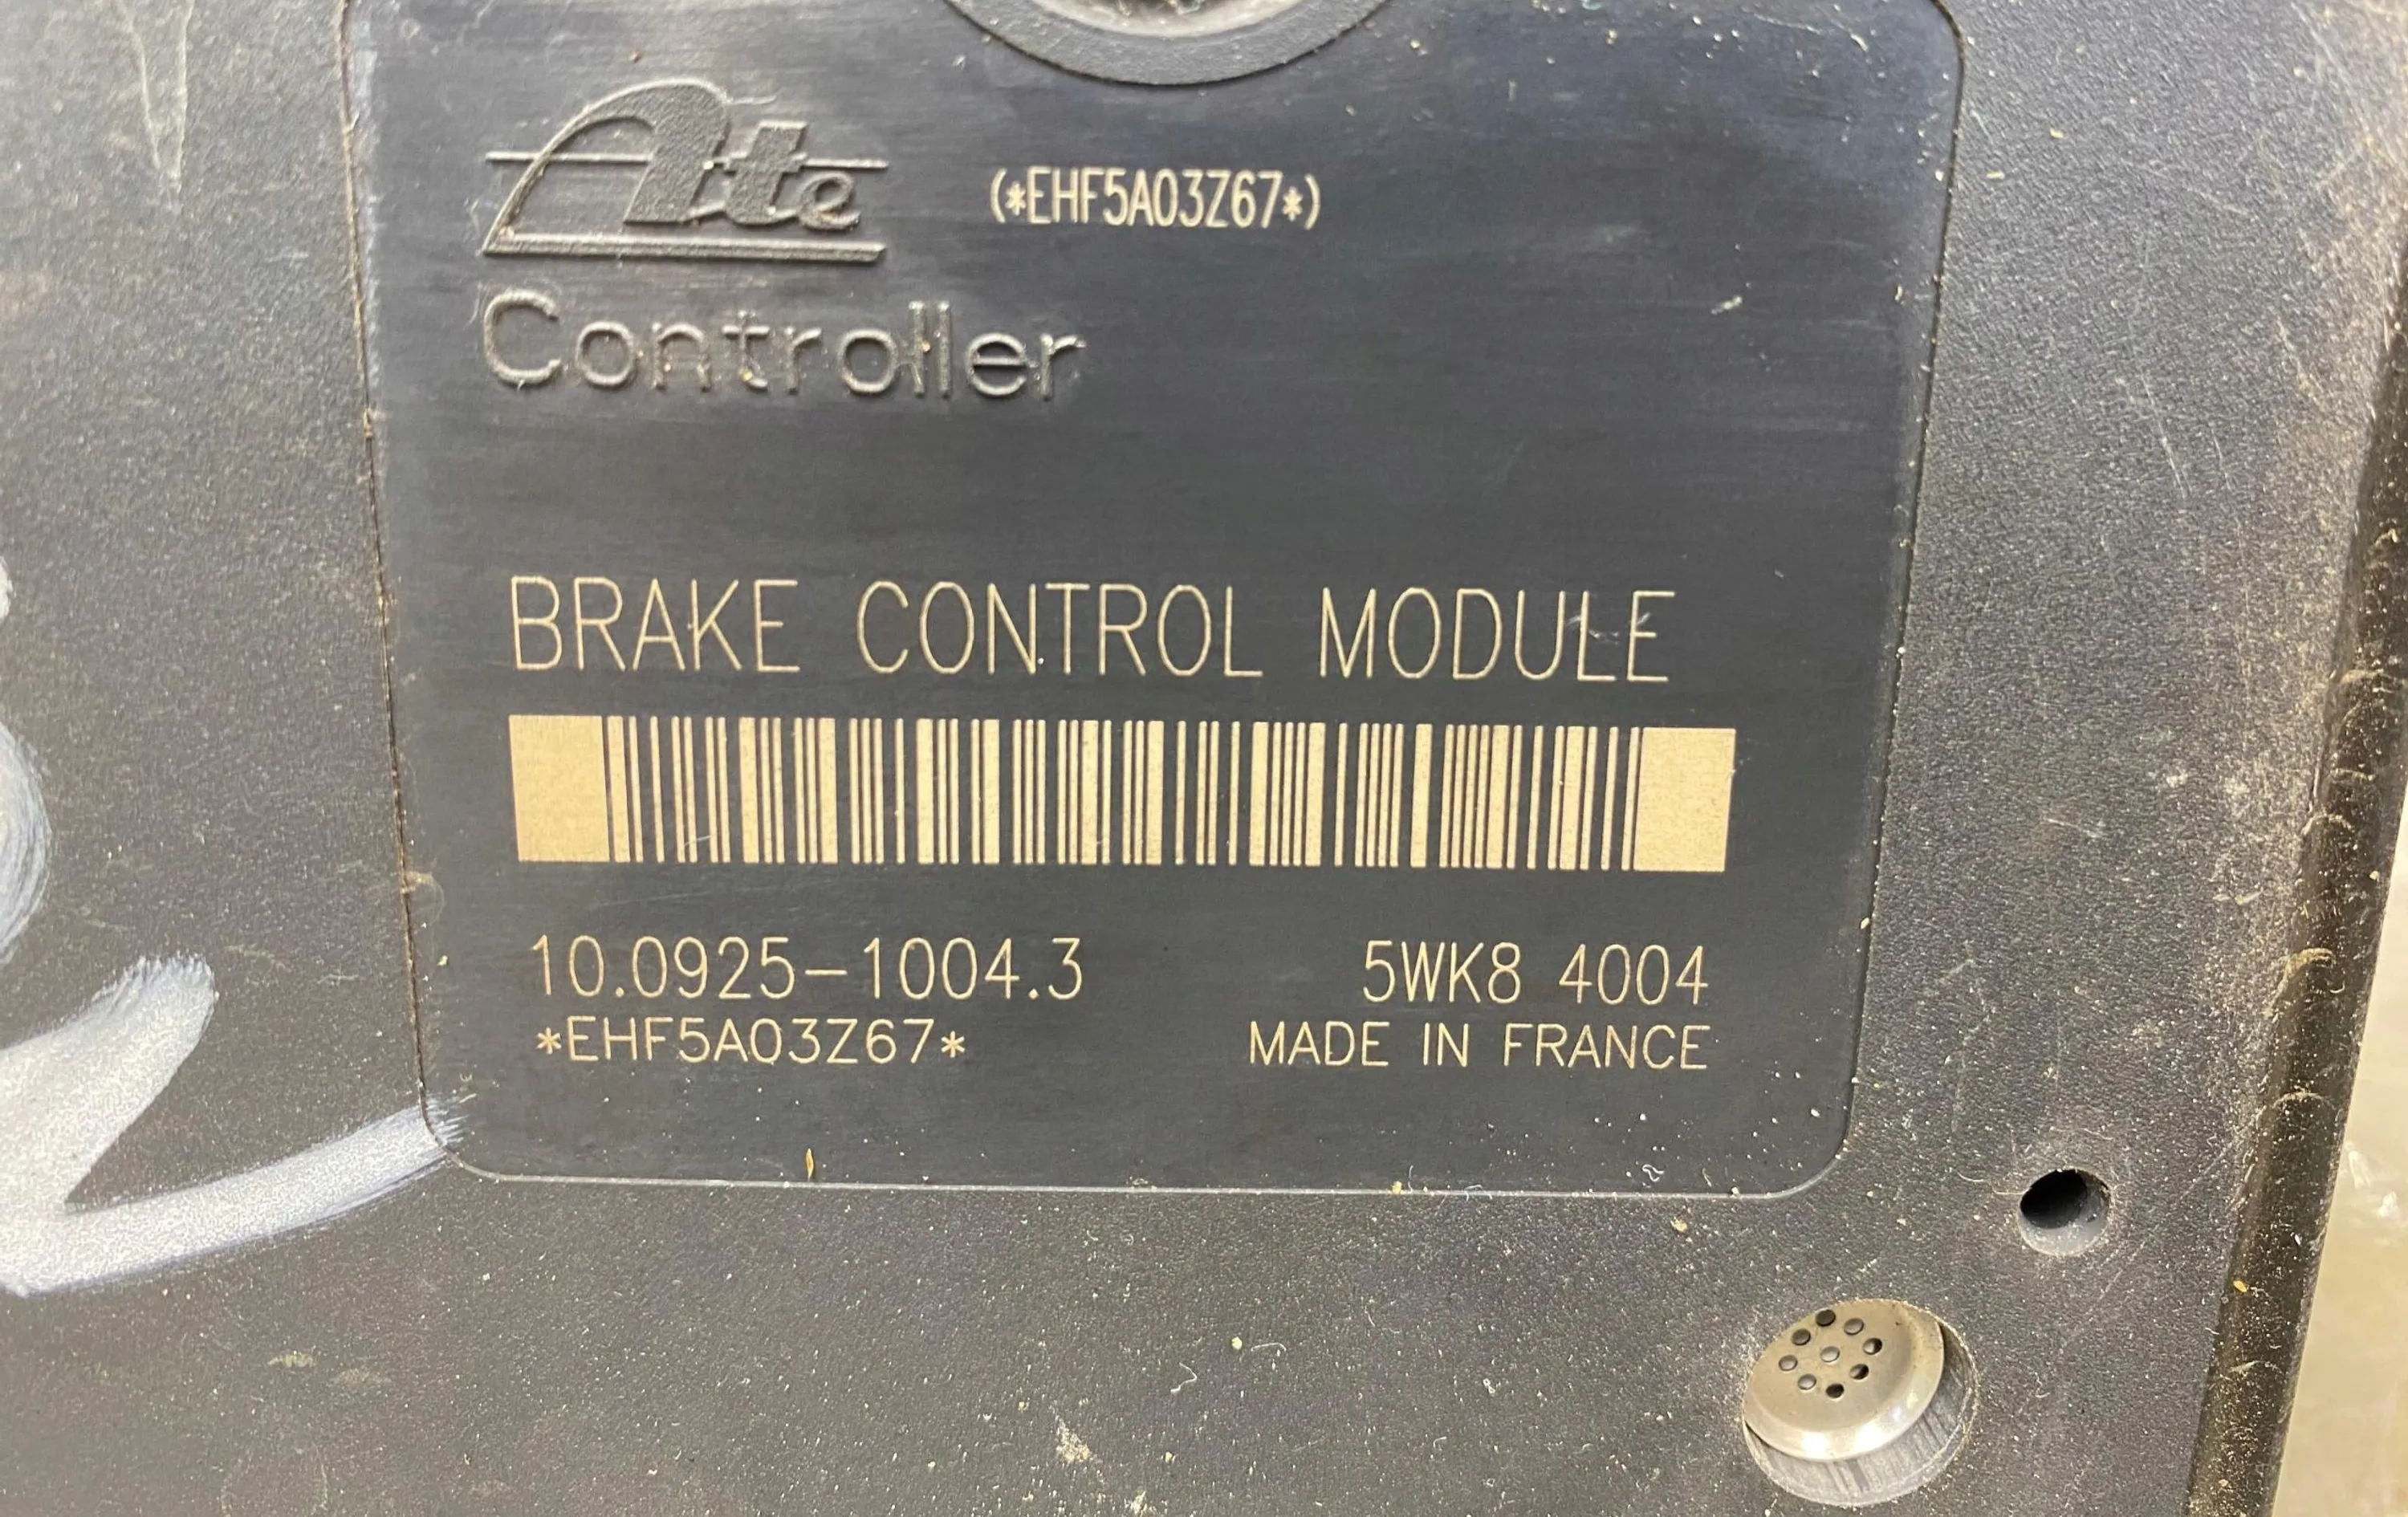 Ate (*EHF5A03Z67*)
Controller
BRAKE CONTROL MODULE
10.0925-1004.3 5WK8 4004
*EHF5A03Z67* MADE IN FRANCE